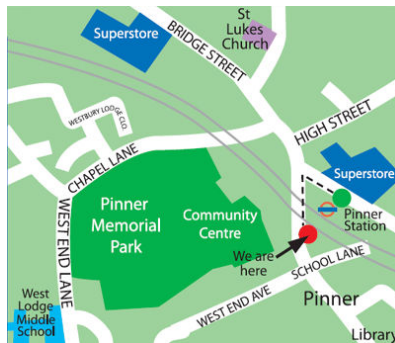 St
Lukes
Church
Superstore
BRIDGE STREET
HIGH STREET
WESTBURY LODGE CLO.
CHAPEL LANE
Superstore
Pinner
Memorial
Park
Community
Centre
Pinner
Station
We are
here
SCHOOL LANE
WEST END LANE
WEST END AVE
Pinner
West
Lodge
Middle
School
Library